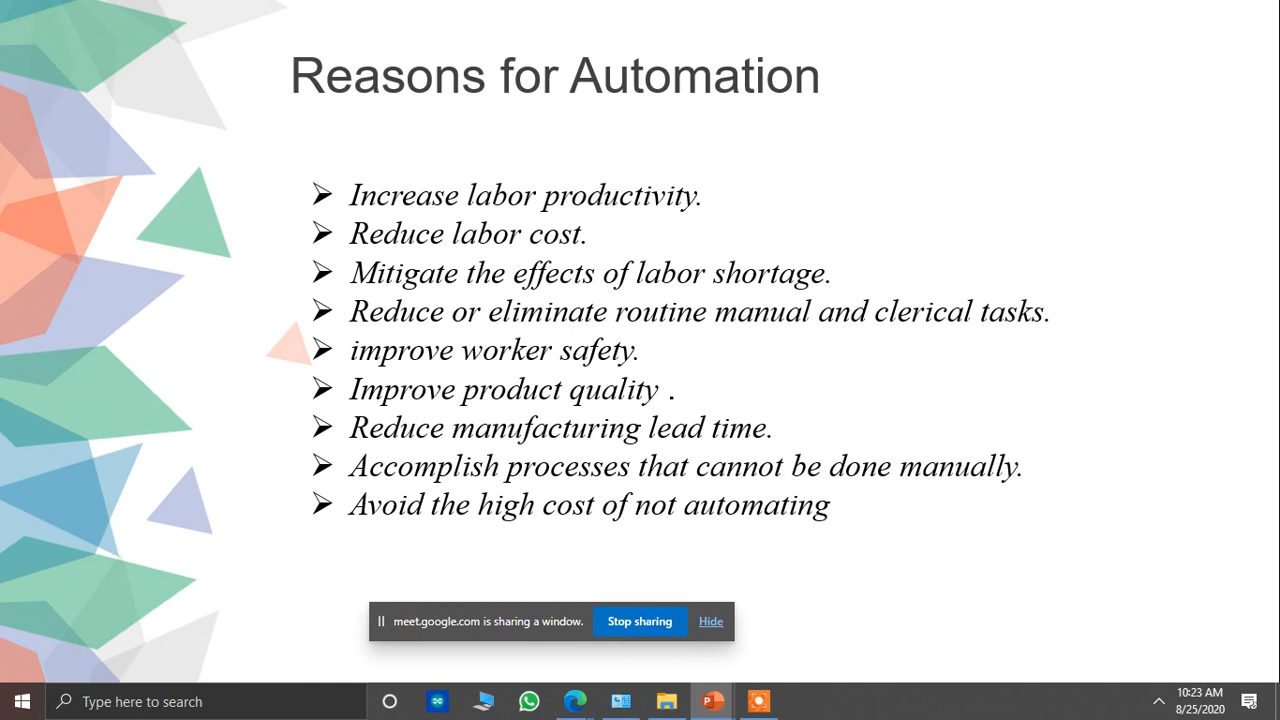 Reasons for Automation
Increase labor productivity.
Reduce labor cost.
Mitigate the effects of labor shortage.
Reduce or eliminate routine manual and clerical tasks.
improve worker safety.
Improve product quality .
Reduce manufacturing lead time.
Accomplish processes that cannot be done manually.
Avoid the high cost of not automating
meet.google.com is sharing a window. Stop sharing Hide
Type here to search
10:23 AM
8/25/2020